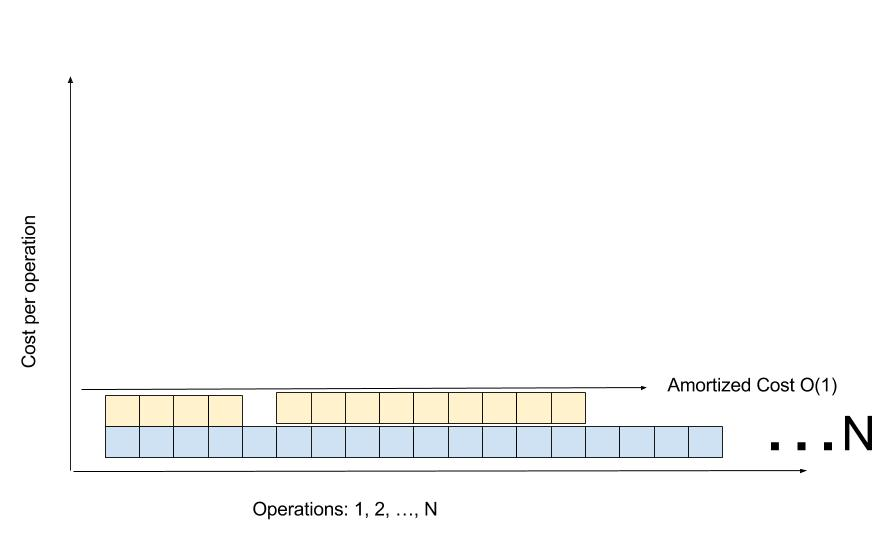 Cost per operation
Amortized Cost O(1)
...N
Operations: 1, 2, …, N